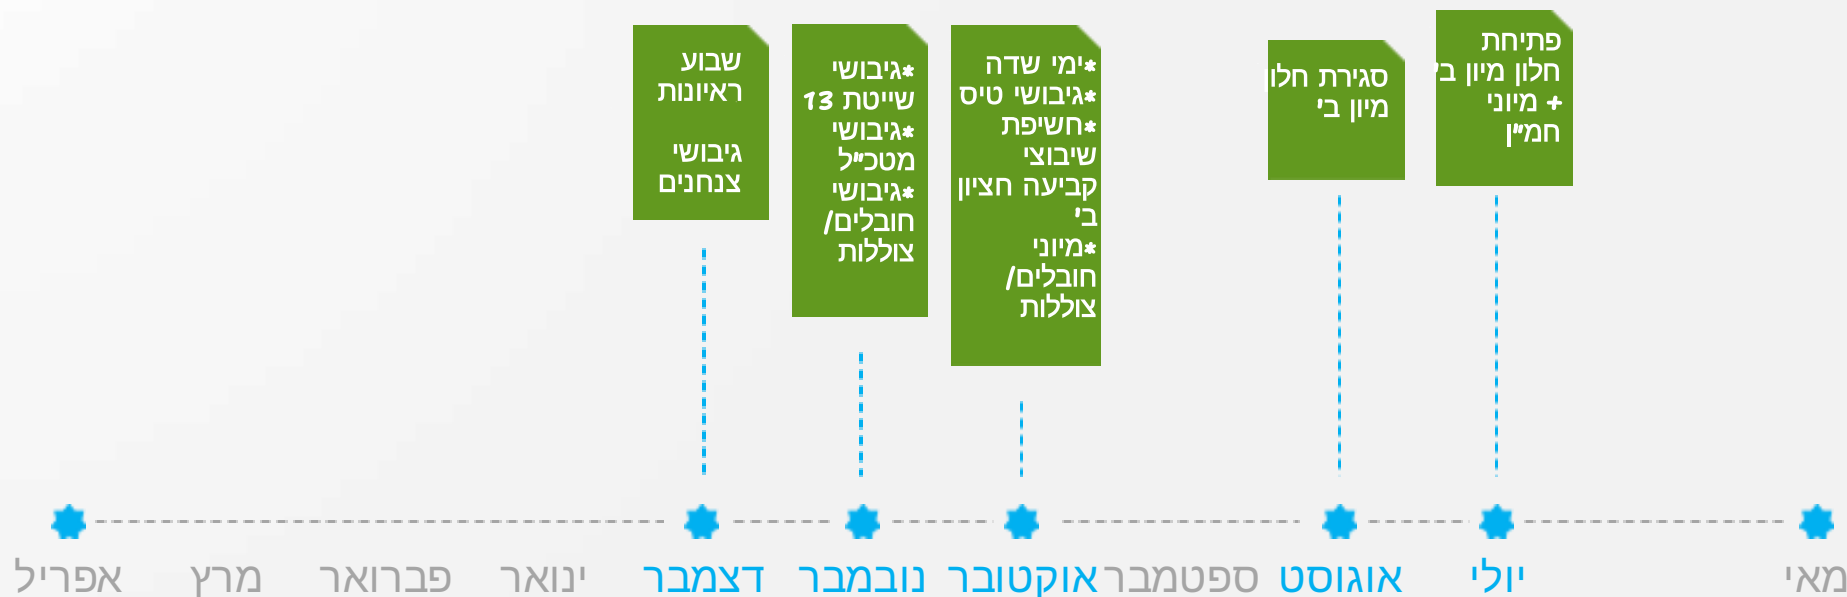 פתיחת
חלון מיון ב'
+ מיוני
חמ"ן
סגירת חלון
מיון ב'
*ימי שדה
*גיבושי טיס
*חשיפת
שיבוצי
קביעה חציון
ב'
*מיוני
חובלים/
צוללות
*גיבושי
שייטת 13
*גיבושי
מטכ"ל
*גיבושי
חובלים/
צוללות
שבוע
ראיונות
גיבושי
צנחנים
מאי
יולי
אוגוסט
ספטמבר
אוקטובר
נובמבר
דצמבר
ינואר
פברואר
מרץ
אפריל